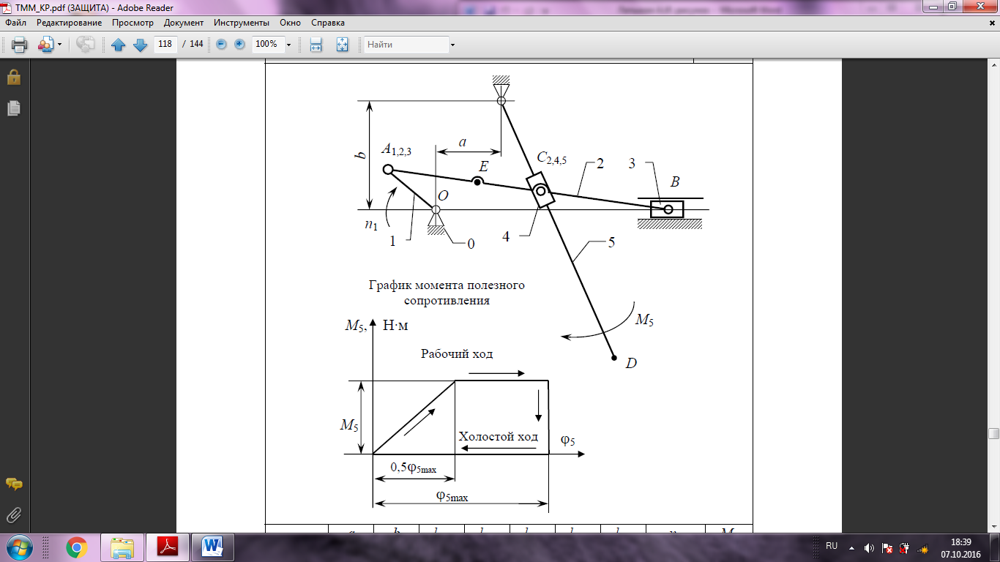 TMM_KP.pdf (ЗАЩИТА) - Adobe Reader
Файл Редактирование Просмотр Документ Инструменты Окно Справка
118 / 144 100% Найти
b
a
A1,2,3
E
C2,4,5
2
3
B
O
n1
1
0
4
5
График момента полезного
сопротивления
M5, Н·м
M5
D
Рабочий ход
M5
Холостой ход
φ5
0,5φ5max
φ5max
RU
18:39
07.10.2016